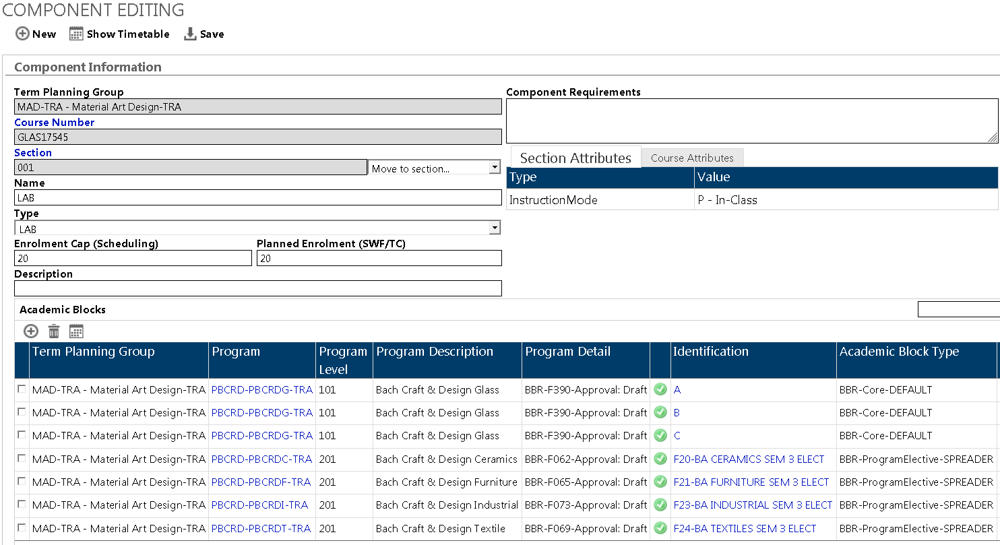 COMPONENT EDITING
New Show Timetable Save
Component Information
Term Planning Group
MAD-TRA - Material Art Design-TRA
Course Number
GLAS17545
Section
001 Move to section...
Name
LAB
Type
LAB
Enrolment Cap (Scheduling) Planned Enrolment (SWF/TC)
20 20
Description
Component Requirements
Section Attributes Course Attributes
Type Value
InstructionMode P - In-Class
Academic Blocks
Term Planning Group Program Program Level Program Description Program Detail Identification Academic Block Type
MAD-TRA - Material Art Design-TRA PBCRD-PBCRDG-TRA 101 Bach Craft & Design Glass BBR-F390-Approval: Draft A BBR-Core-DEFAULT
MAD-TRA - Material Art Design-TRA PBCRD-PBCRDG-TRA 101 Bach Craft & Design Glass BBR-F390-Approval: Draft B BBR-Core-DEFAULT
MAD-TRA - Material Art Design-TRA PBCRD-PBCRDG-TRA 101 Bach Craft & Design Glass BBR-F390-Approval: Draft C BBR-Core-DEFAULT
MAD-TRA - Material Art Design-TRA PBCRD-PBCRDC-TRA 201 Bach Craft & Design Ceramics BBR-F062-Approval: Draft F20-BA CERAMICS SEM 3 ELECT BBR-ProgramElective-SPREADER
MAD-TRA - Material Art Design-TRA PBCRD-PBCRDF-TRA 201 Bach Craft & Design Furniture BBR-F065-Approval: Draft F21-BA FURNITURE SEM 3 ELECT BBR-ProgramElective-SPREADER
MAD-TRA - Material Art Design-TRA PBCRD-PBCRDI-TRA 201 Bach Craft & Design Industrial BBR-F073-Approval: Draft F23-BA INDUSTRIAL SEM 3 ELECT BBR-ProgramElective-SPREADER
MAD-TRA - Material Art Design-TRA PBCRD-PBCRDT-TRA 201 Bach Craft & Design Textile BBR-F069-Approval: Draft F24-BA TEXTILES SEM 3 ELECT BBR-ProgramElective-SPREADER